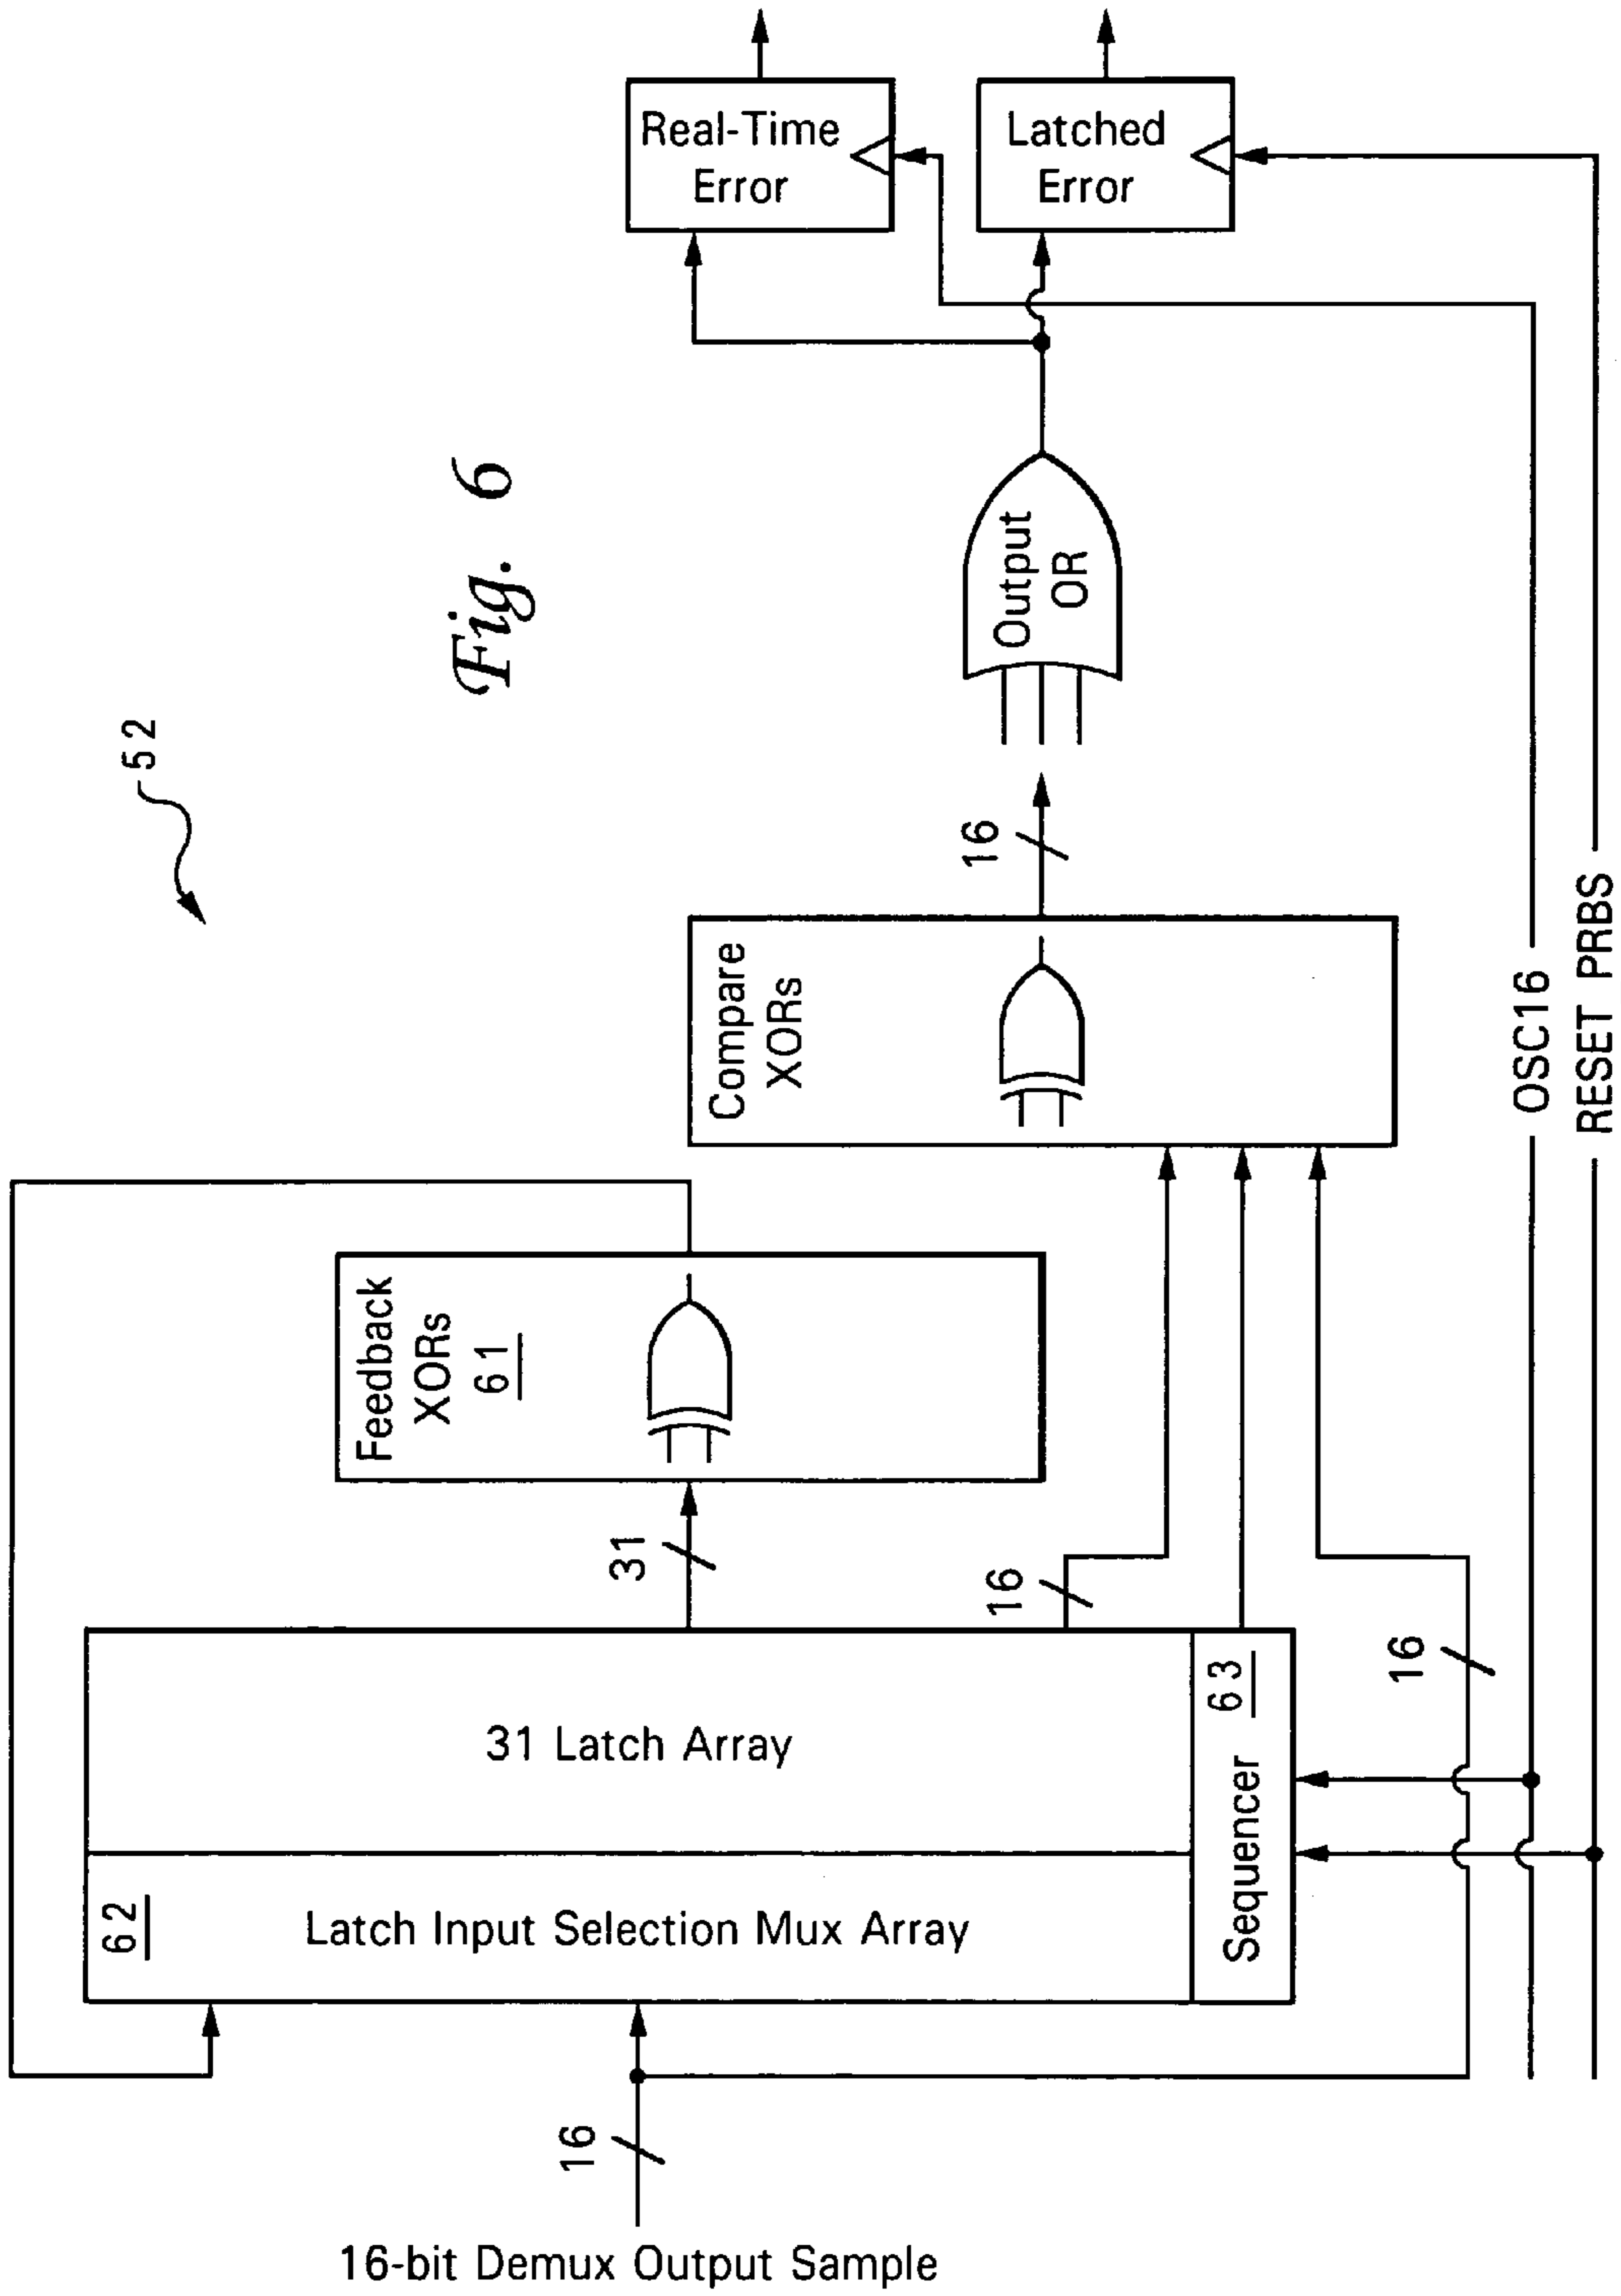 52
Fig. 6
Real-Time
Error
Latched
Error
Output
OR
16
Compare
XORs
Feedback
XORs
61
31
16
16
OSC16
RESET PRBS
31 Latch Array
62
Latch Input Selection Mux Array
Sequencer 63
16
16-bit Demux Output Sample